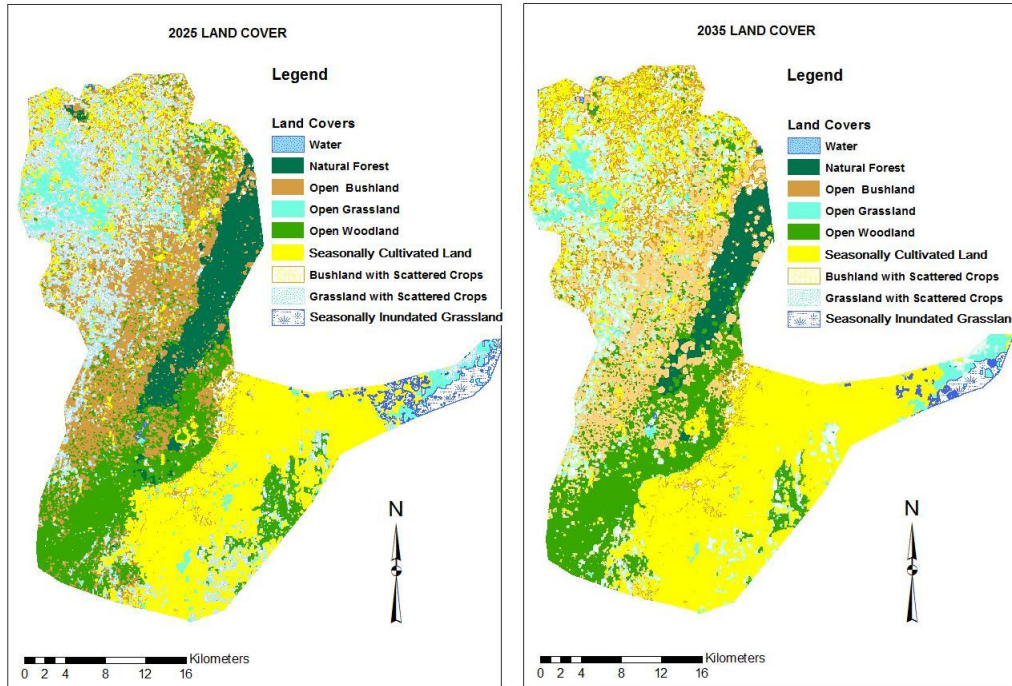 2025 LAND COVER
Legend
Land Covers
Water
Natural Forest
Open Bushland
Open Grassland
Open Woodland
Seasonally Cultivated Land
Bushland with Scattered Crops
Grassland with Scattered Crops
Seasonally Inundated Grassland
N
Kilometers
0 2 4 8 12 16
2035 LAND COVER
Legend
Land Covers
Water
Natural Forest
Open Bushland
Open Grassland
Open Woodland
Seasonally Cultivated Land
Bushland with Scattered Crops
Grassland with Scattered Crops
Seasonally Inundated Grassland
N
Kilometers
0 2 4 8 12 16